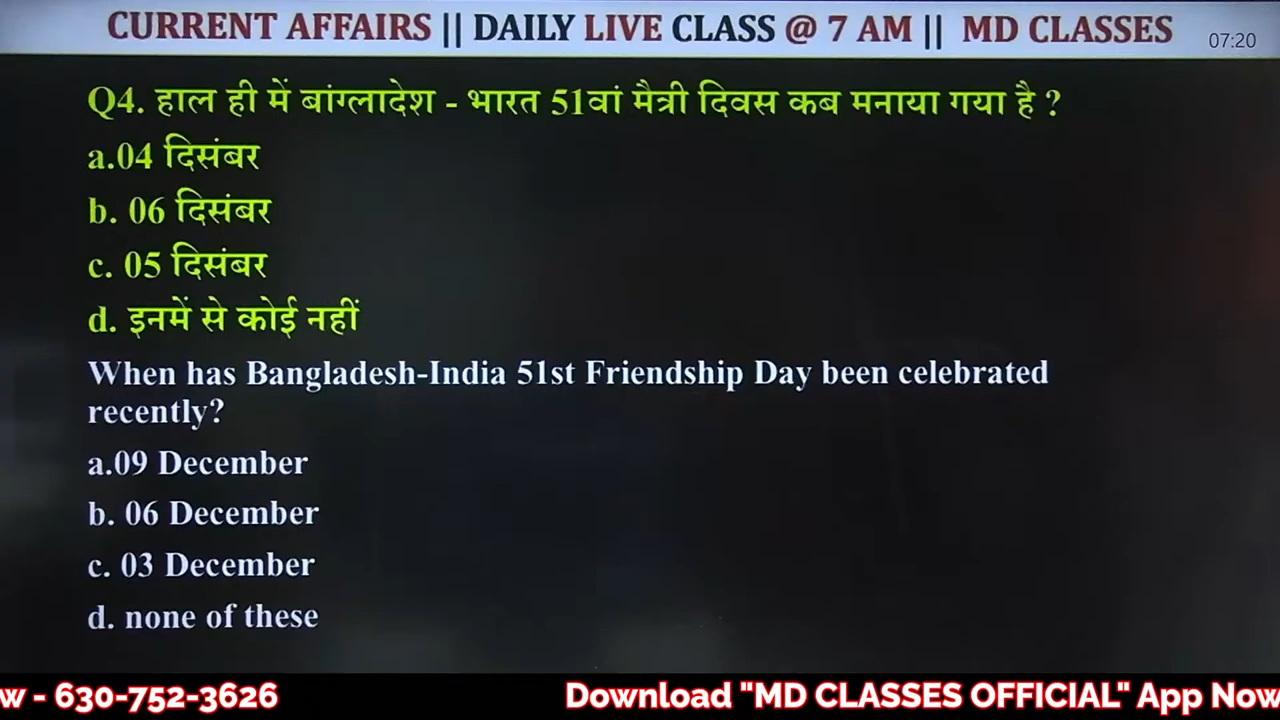 CURRENT AFFAIRS || DAILY LIVE CLASS @ 7 AM || MD CLASSES
07:20
Q4. हाल ही में बांग्लादेश - भारत 51वां मैत्री दिवस कब मनाया गया है ?
a.04 दिसंबर
b. 06 दिसंबर
c. 05 दिसंबर
d. इनमें से कोई नहीं
When has Bangladesh-India 51st Friendship Day been celebrated
recently?
a.09 December
b. 06 December
c. 03 December
d. none of these
w - 630-752-3626 Download "MD CLASSES OFFICIAL" App Now